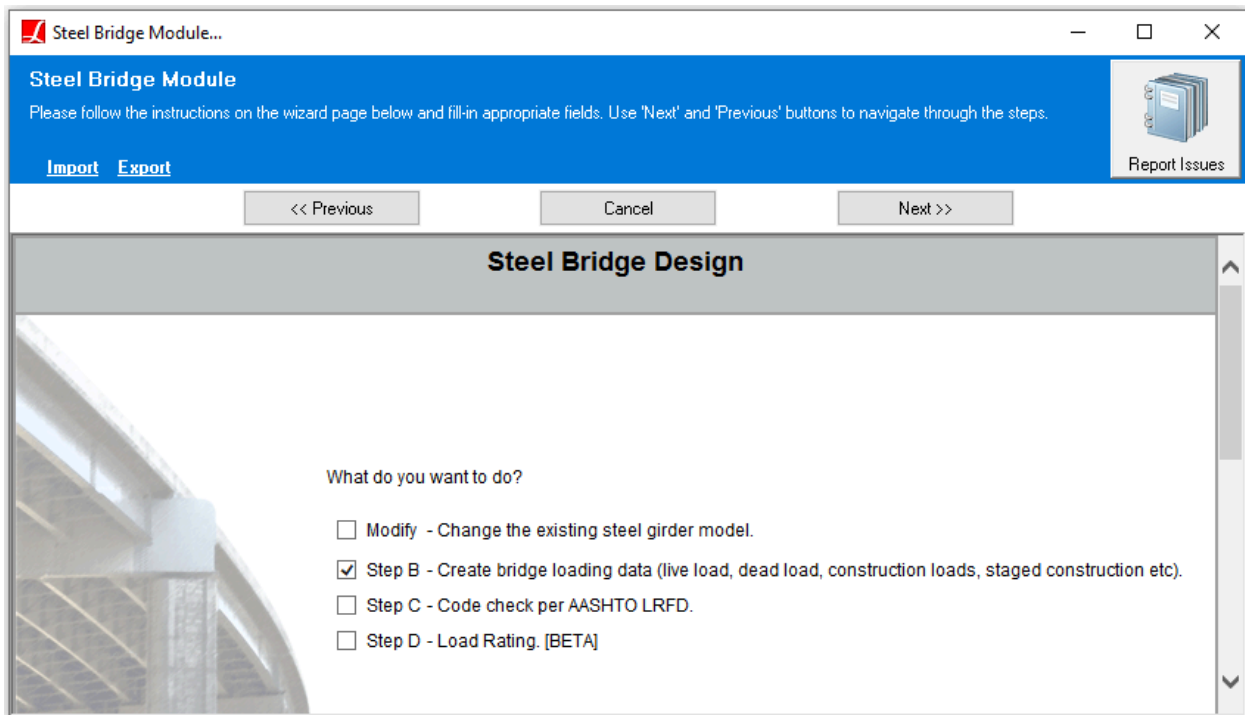 Steel Bridge Module...
Steel Bridge Module
Please follow the instructions on the wizard page below and fill-in appropriate fields. Use 'Next' and 'Previous' buttons to navigate through the steps.
Import Export
Report Issues
<< Previous Cancel Next >>
Steel Bridge Design
What do you want to do?
Modify - Change the existing steel girder model.
Step B - Create bridge loading data (live load, dead load, construction loads, staged construction etc).
Step C - Code check per AASHTO LRFD.
Step D - Load Rating. [BETA]